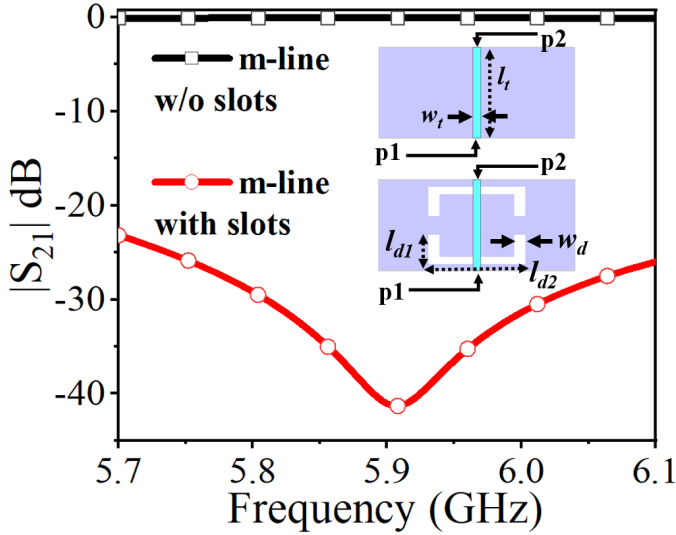 0
-10
-20
-30
-40
|S21| dB
m-line
w/o slots
m-line
with slots
p2
lt
wt
p1
p2
ld1
wd
ld2
p1
5.7 5.8 5.9 6.0 6.1
Frequency (GHz)